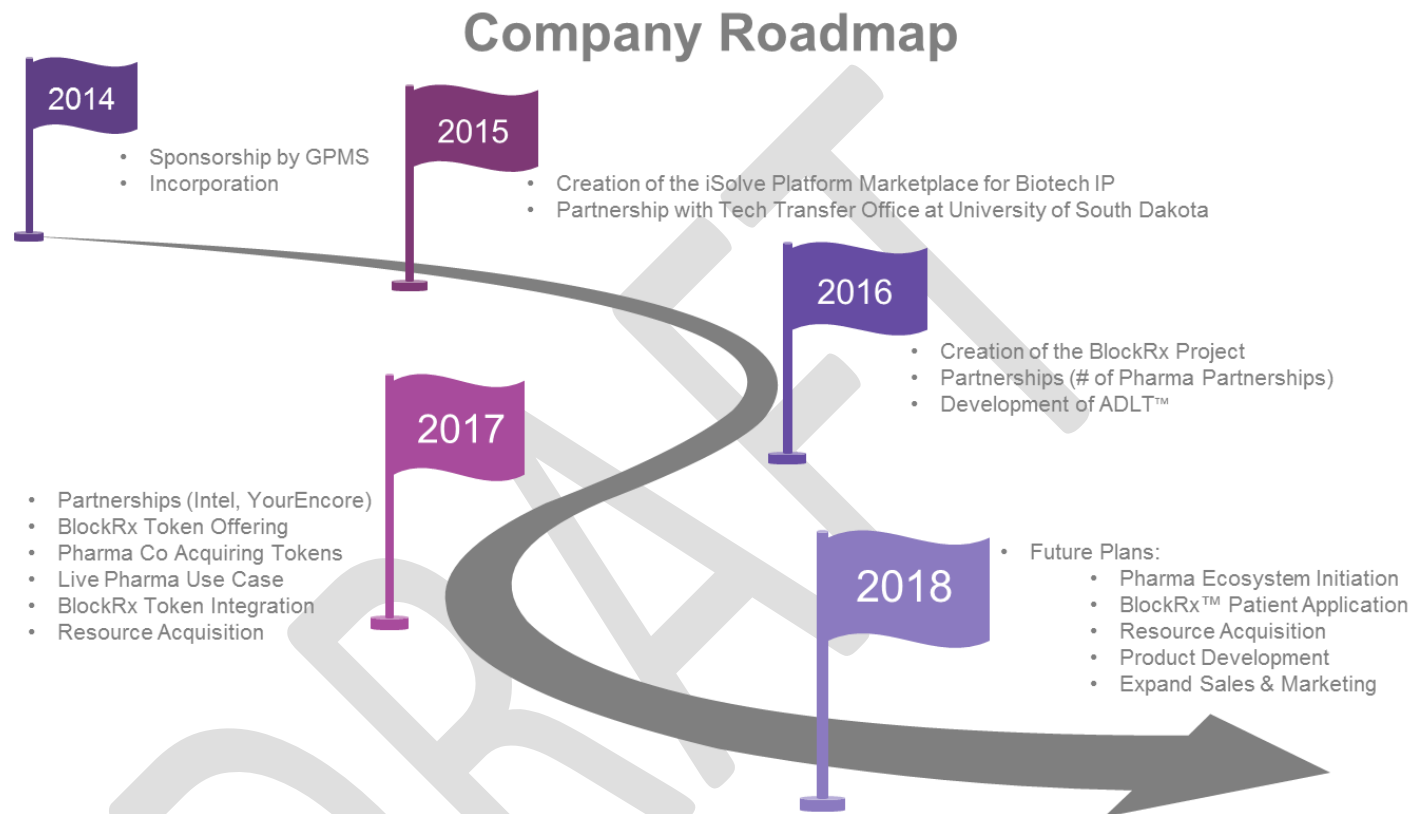 Company Roadmap
2014
• Sponsorship by GPMS
• Incorporation
2015
• Creation of the iSolve Platform Marketplace for Biotech IP
• Partnership with Tech Transfer Office at University of South Dakota
2016
• Creation of the BlockRx Project
• Partnerships (# of Pharma Partnerships)
• Development of ADLT™
2017
• Partnerships (Intel, YourEncore)
• BlockRx Token Offering
• Pharma Co Acquiring Tokens
• Live Pharma Use Case
• BlockRx Token Integration
• Resource Acquisition
2018
• Future Plans:
• Pharma Ecosystem Initiation
• BlockRx™ Patient Application
• Resource Acquisition
• Product Development
• Expand Sales & Marketing
DRAFT